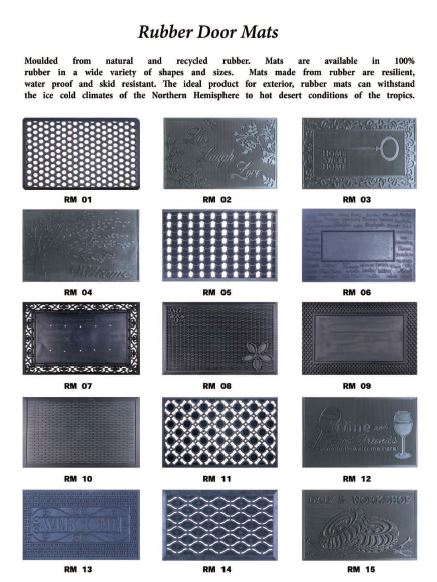 Rubber Door Mats
Moulded from natural and recycled rubber. Mats are available in 100%
rubber in a wide variety of shapes and sizes. Mats made from rubber are resilient,
water proof and skid resistant. The ideal product for exterior, rubber mats can withstand
the ice cold climates of the Northern Hemisphere to hot desert conditions of the tropics.
Live
Laugh
Love
HOME
SWEET
HOME
RM 01 RM 02 RM 03
Welcome
RM 04 RM 05 RM 06
RM 07 RM 08 RM 09
Wine and
Friends
RM 10 RM 11 RM 12
WELCOME
& WORKSHOP
RM 13 RM 14 RM 15